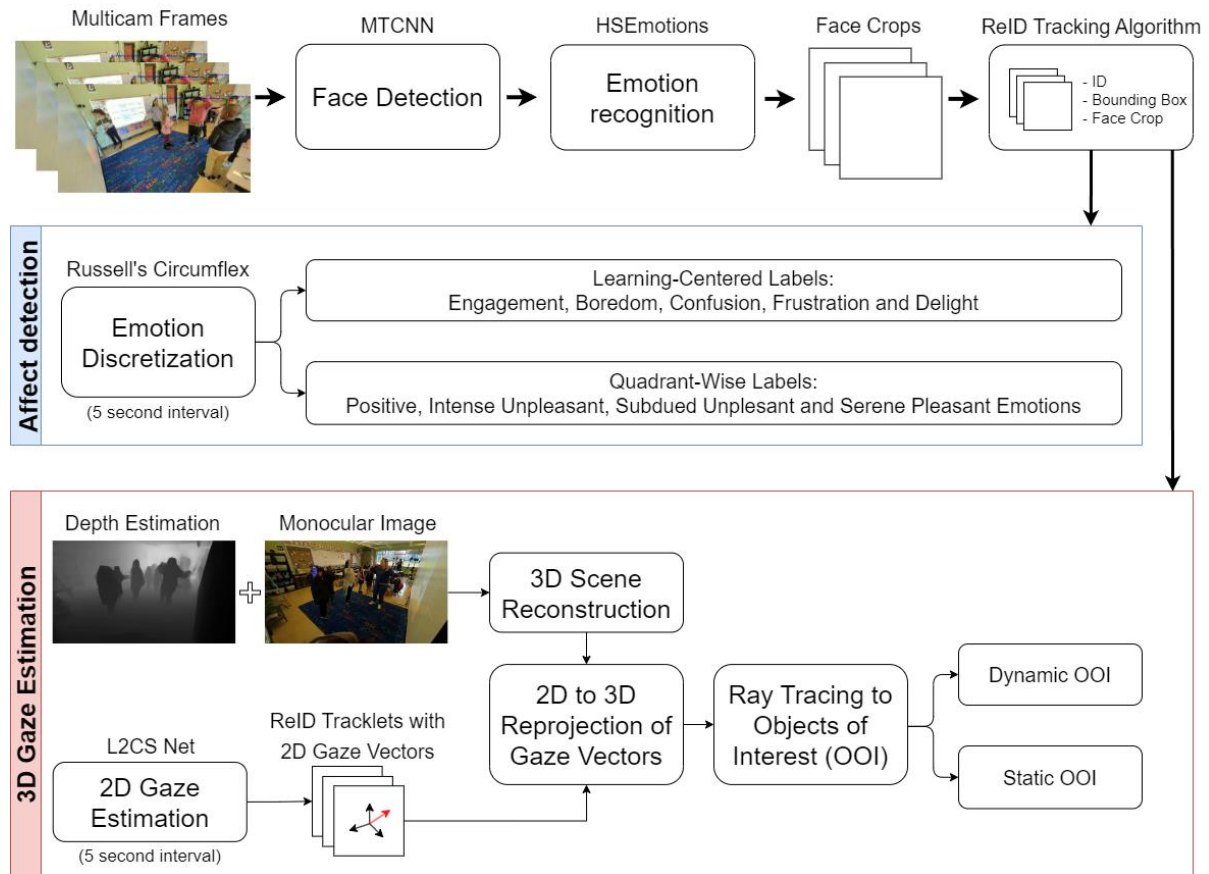 Multicam Frames
MTCNN
HSEmotions
Face Crops
ReID Tracking Algorithm
Face Detection
Emotion
recognition
- ID
- Bounding Box
- Face Crop
Affect detection
Russell's Circumflex
Emotion
Discretization
(5 second interval)
Learning-Centered Labels:
Engagement, Boredom, Confusion, Frustration and Delight
Quadrant-Wise Labels:
Positive, Intense Unpleasant, Subdued Unplesant and Serene Pleasant Emotions
3D Gaze Estimation
Depth Estimation
Monocular Image
3D Scene
Reconstruction
L2CS Net
2D Gaze
Estimation
(5 second interval)
ReID Tracklets with
2D Gaze Vectors
2D to 3D
Reprojection of
Gaze Vectors
Ray Tracing to
Objects of
Interest (OOI)
Dynamic OOI
Static OOI